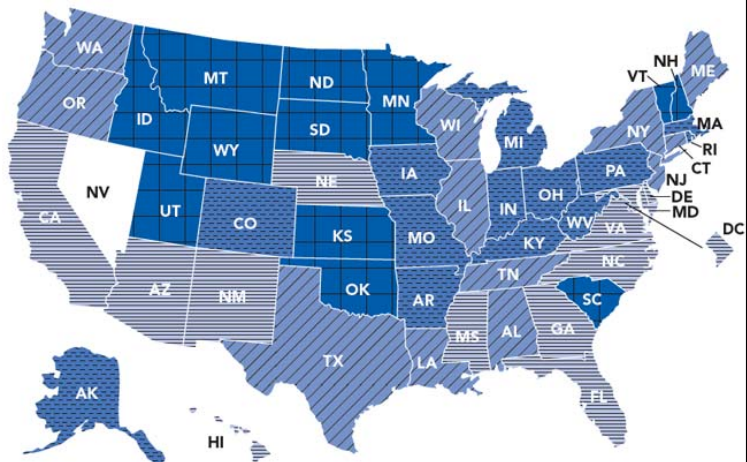 WA
MT
ND
MN
VT
NH
ME
OR
ID
SD
WI
MI
NY
MA
RI
CT
WY
IA
PA
NJ
NV
NE
IL
IN
OH
DE
MD
CA
UT
CO
WV
VA
DC
KS
MO
KY
NC
AZ
NM
OK
AR
TN
SC
MS
AL
GA
TX
LA
FL
AK
HI